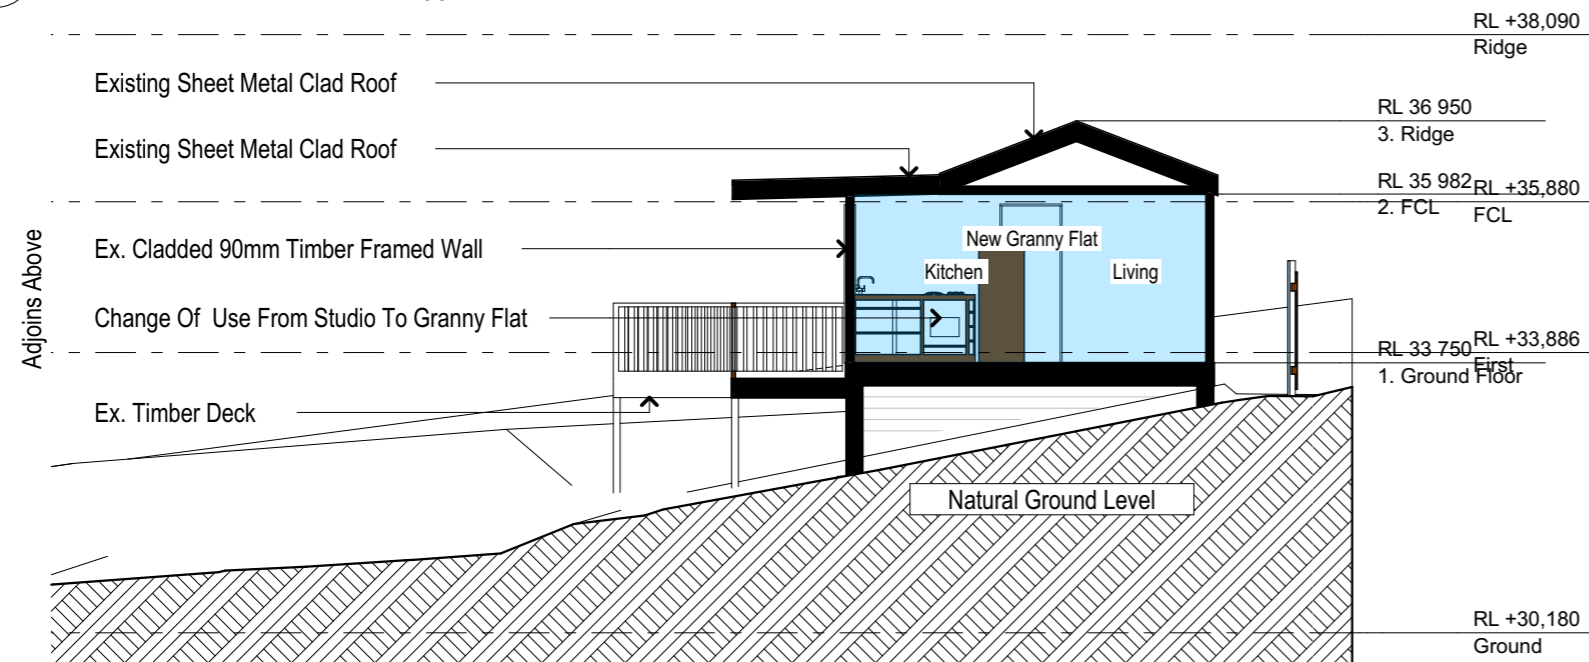 RL +38,090
Ridge
Existing Sheet Metal Clad Roof
RL 36 950
3. Ridge
Existing Sheet Metal Clad Roof
RL 35 982
RL +35,880
2. FCL
FCL
Adjoins Above
Ex. Cladded 90mm Timber Framed Wall
New Granny Flat
Kitchen
Living
Change Of Use From Studio To Granny Flat
RL 33 750
RL +33,886
First
1. Ground Floor
Ex. Timber Deck
Natural Ground Level
RL +30,180
Ground